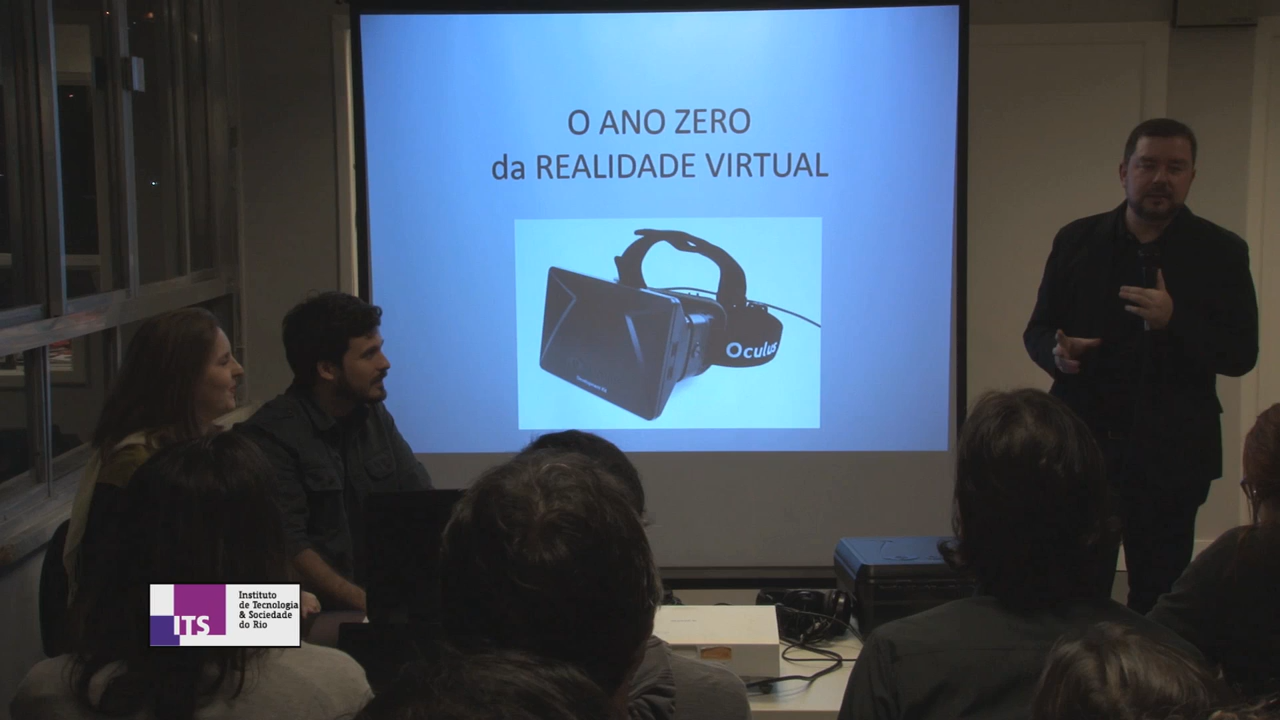 O ANO ZERO
da REALIDADE VIRTUAL
Oculus
ITS
Instituto
de Tecnologia
& Sociedade
do Rio